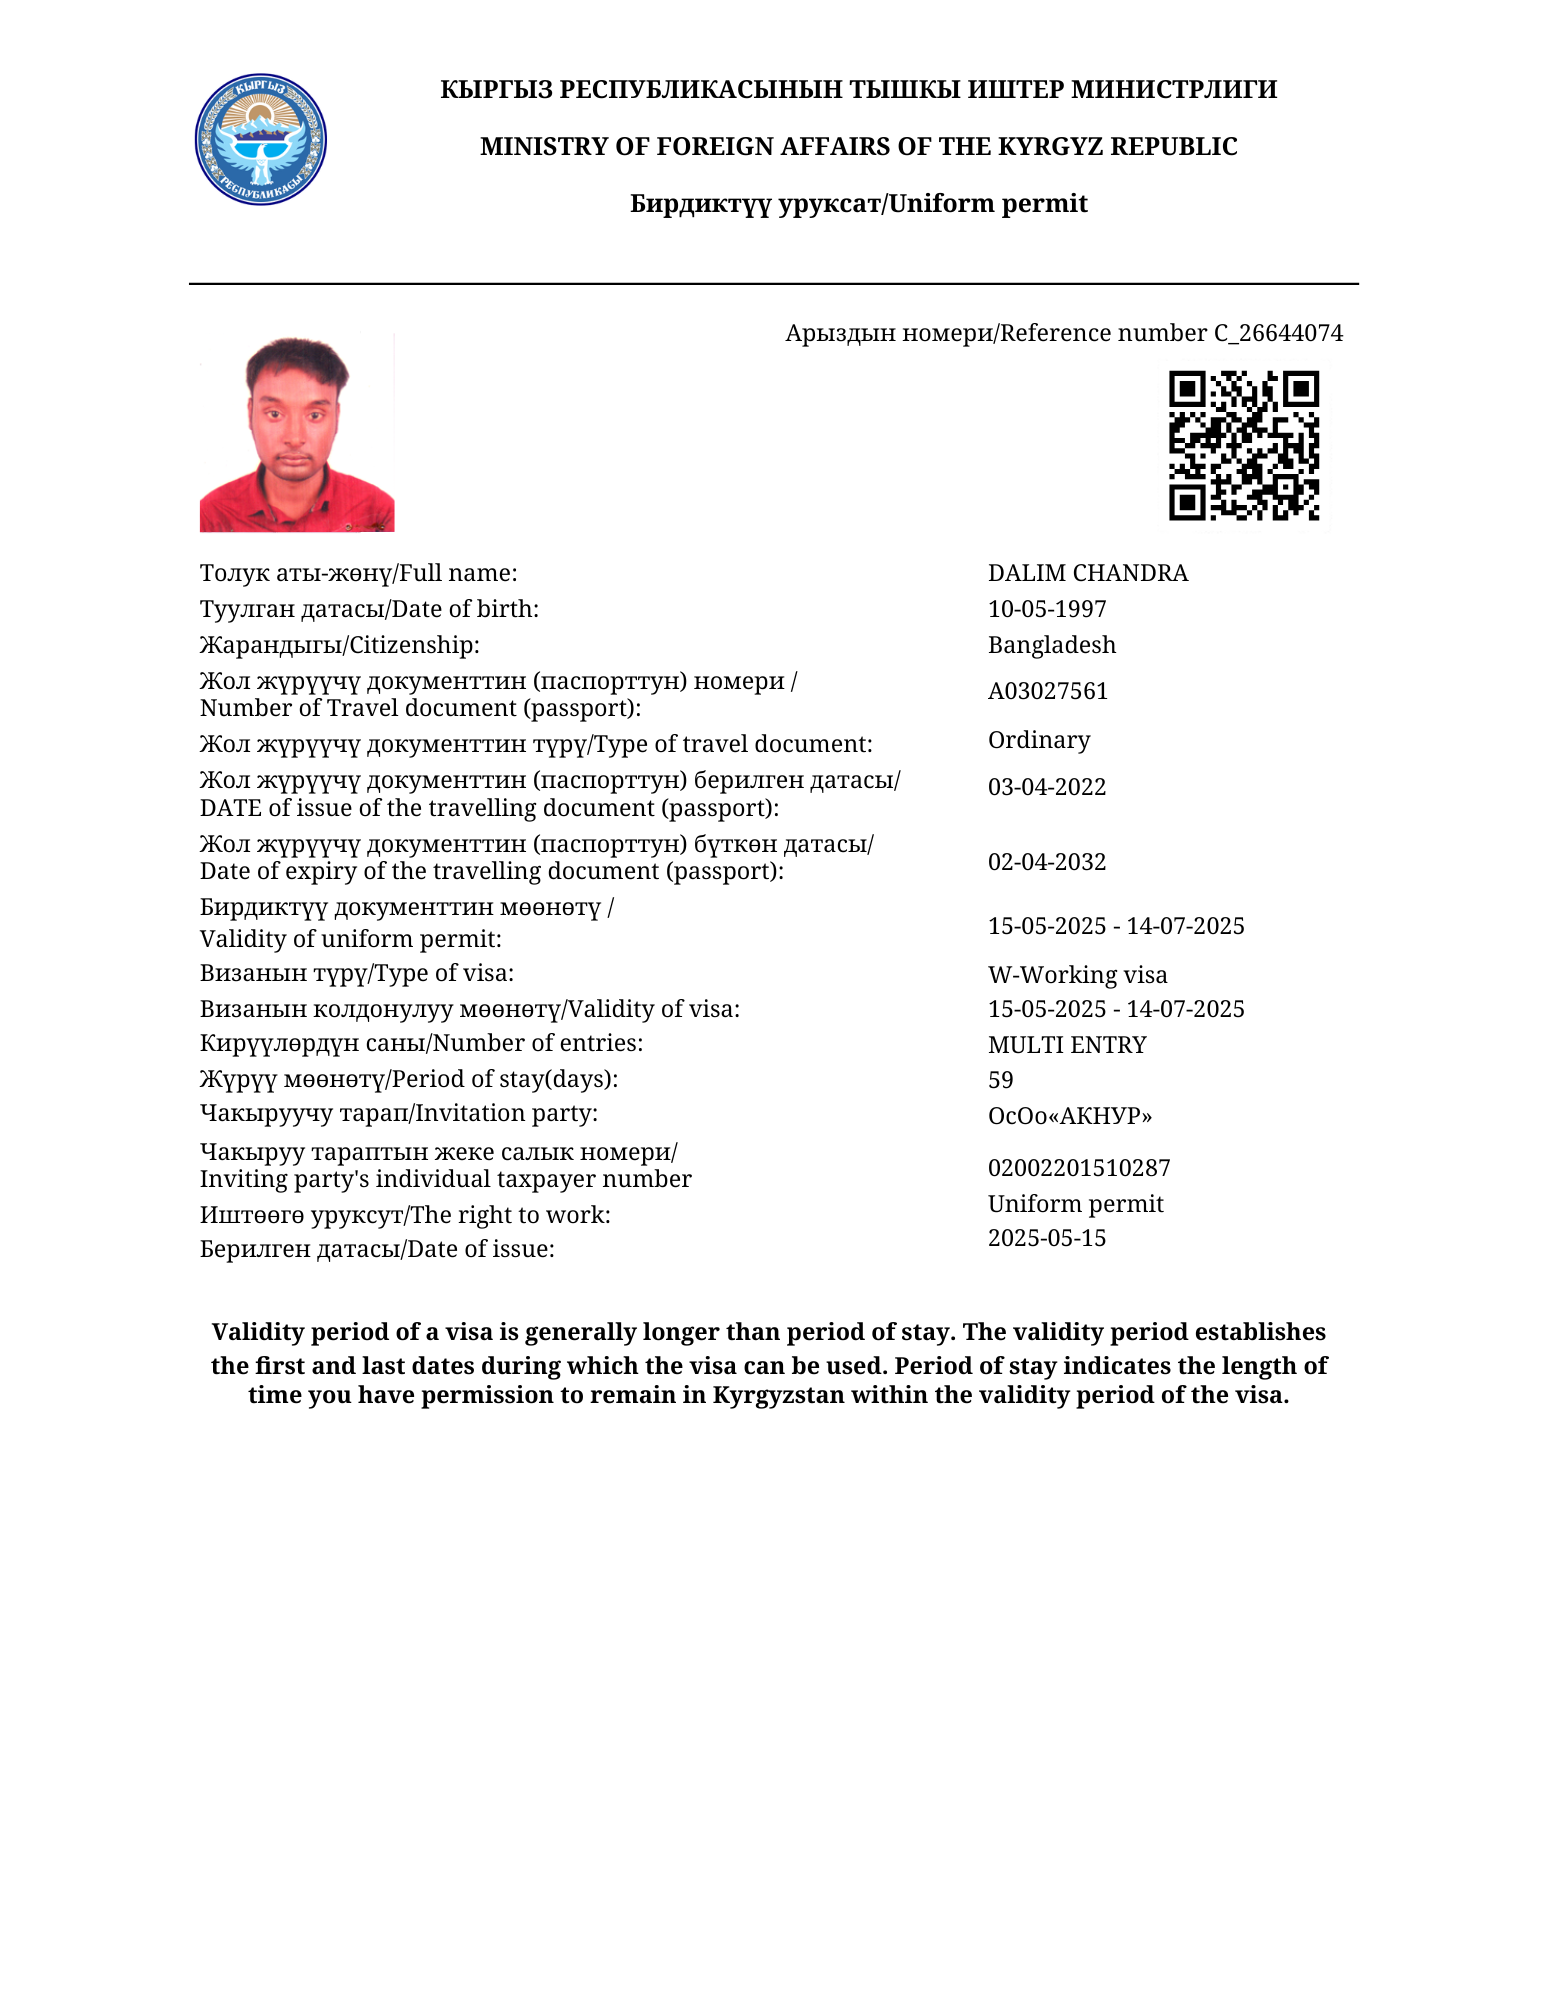 КЫРГЫЗ
РЕСПУБЛИКАСЫ
КЫРГЫЗ РЕСПУБЛИКАСЫНЫН ТЫШКЫ ИШТЕР МИНИСТРЛИГИ
MINISTRY OF FOREIGN AFFAIRS OF THE KYRGYZ REPUBLIC
Бирдиктүү уруксат/Uniform permit
Арыздын номери/Reference number C_26644074
Толук аты-жөнү/Full name: DALIM CHANDRA
Туулган датасы/Date of birth: 10-05-1997
Жарандыгы/Citizenship: Bangladesh
Жол жүрүүчү документтин (паспорттун) номери /
Number of Travel document (passport): A03027561
Жол жүрүүчү документтин түрү/Type of travel document: Ordinary
Жол жүрүүчү документтин (паспорттун) берилген датасы/
DATE of issue of the travelling document (passport): 03-04-2022
Жол жүрүүчү документтин (паспорттун) бүткөн датасы/
Date of expiry of the travelling document (passport): 02-04-2032
Бирдиктүү документтин мөөнөтү /
Validity of uniform permit: 15-05-2025 - 14-07-2025
Визанын түрү/Type of visa: W-Working visa
Визанын колдонулуу мөөнөтү/Validity of visa: 15-05-2025 - 14-07-2025
Кирүүлөрдүн саны/Number of entries: MULTI ENTRY
Жүрүү мөөнөтү/Period of stay(days): 59
Чакыруучу тарап/Invitation party: ОсОо«АКНУР»
Чакыруу тараптын жеке салык номери/
Inviting party's individual taxpayer number 02002201510287
Иштөөгө уруксут/The right to work: Uniform permit
Берилген датасы/Date of issue: 2025-05-15
Validity period of a visa is generally longer than period of stay. The validity period establishes
the first and last dates during which the visa can be used. Period of stay indicates the length of
time you have permission to remain in Kyrgyzstan within the validity period of the visa.